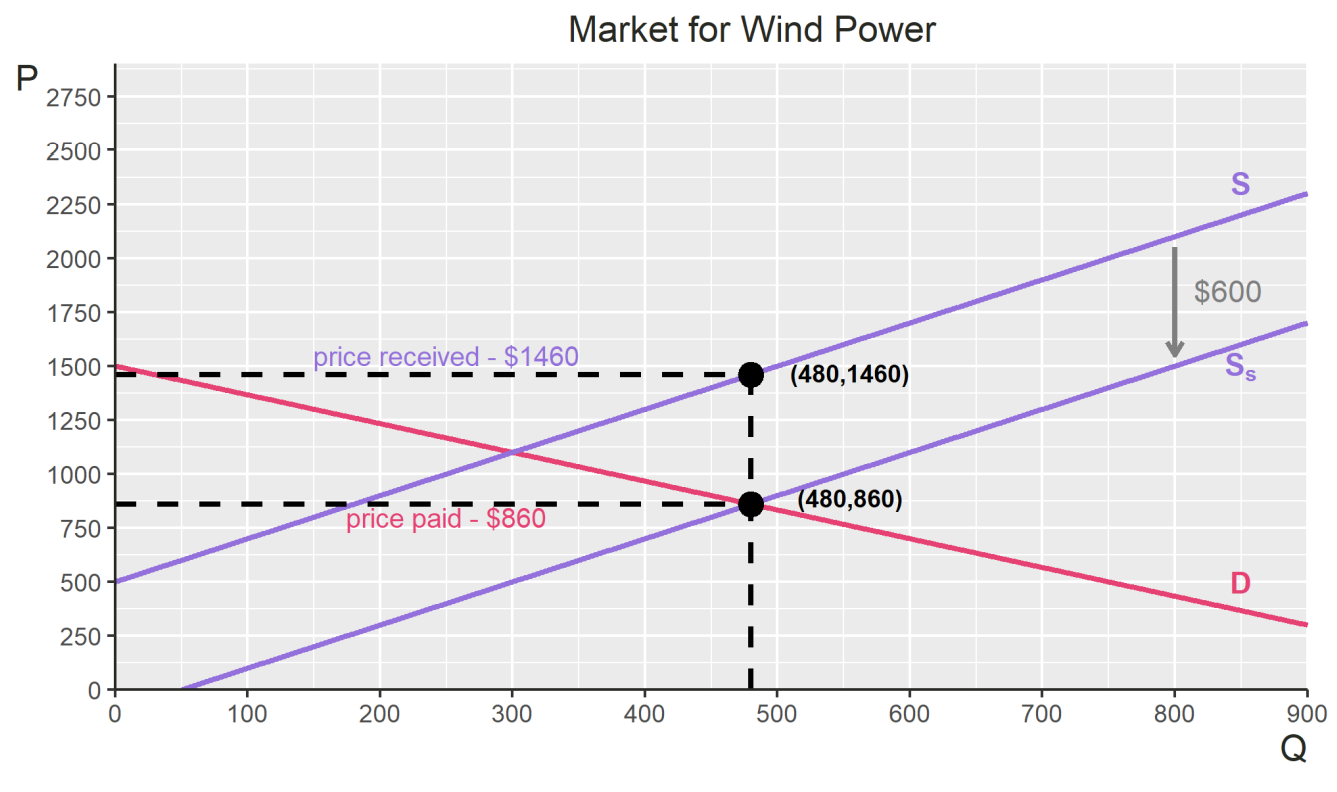 Market for Wind Power
P
2750
2500
2250
2000
1750
1500
1250
1000
750
500
250
0
S
$600
Ss
price received - $1460
(480,1460)
price paid - $860
(480,860)
D
0 100 200 300 400 500 600 700 800 900
Q